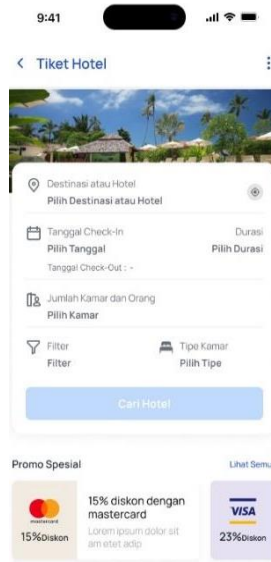 9:41
Tiket Hotel
Destinasi atau Hotel
Pilih Destinasi atau Hotel
Tanggal Check-In Durasi
Pilih Tanggal Pilih Durasi
Tanggal Check-Out : -
Jumlah Kamar dan Orang
Pilih Kamar
Filter Tipe Kamar
Filter Pilih Tipe
Cari Hotel
Promo Spesial Lihat Semu
mastercard
15%Diskon
15% diskon dengan
mastercard
Lorem ipsum dolor sit
am etet adip
VISA
23%Diskon